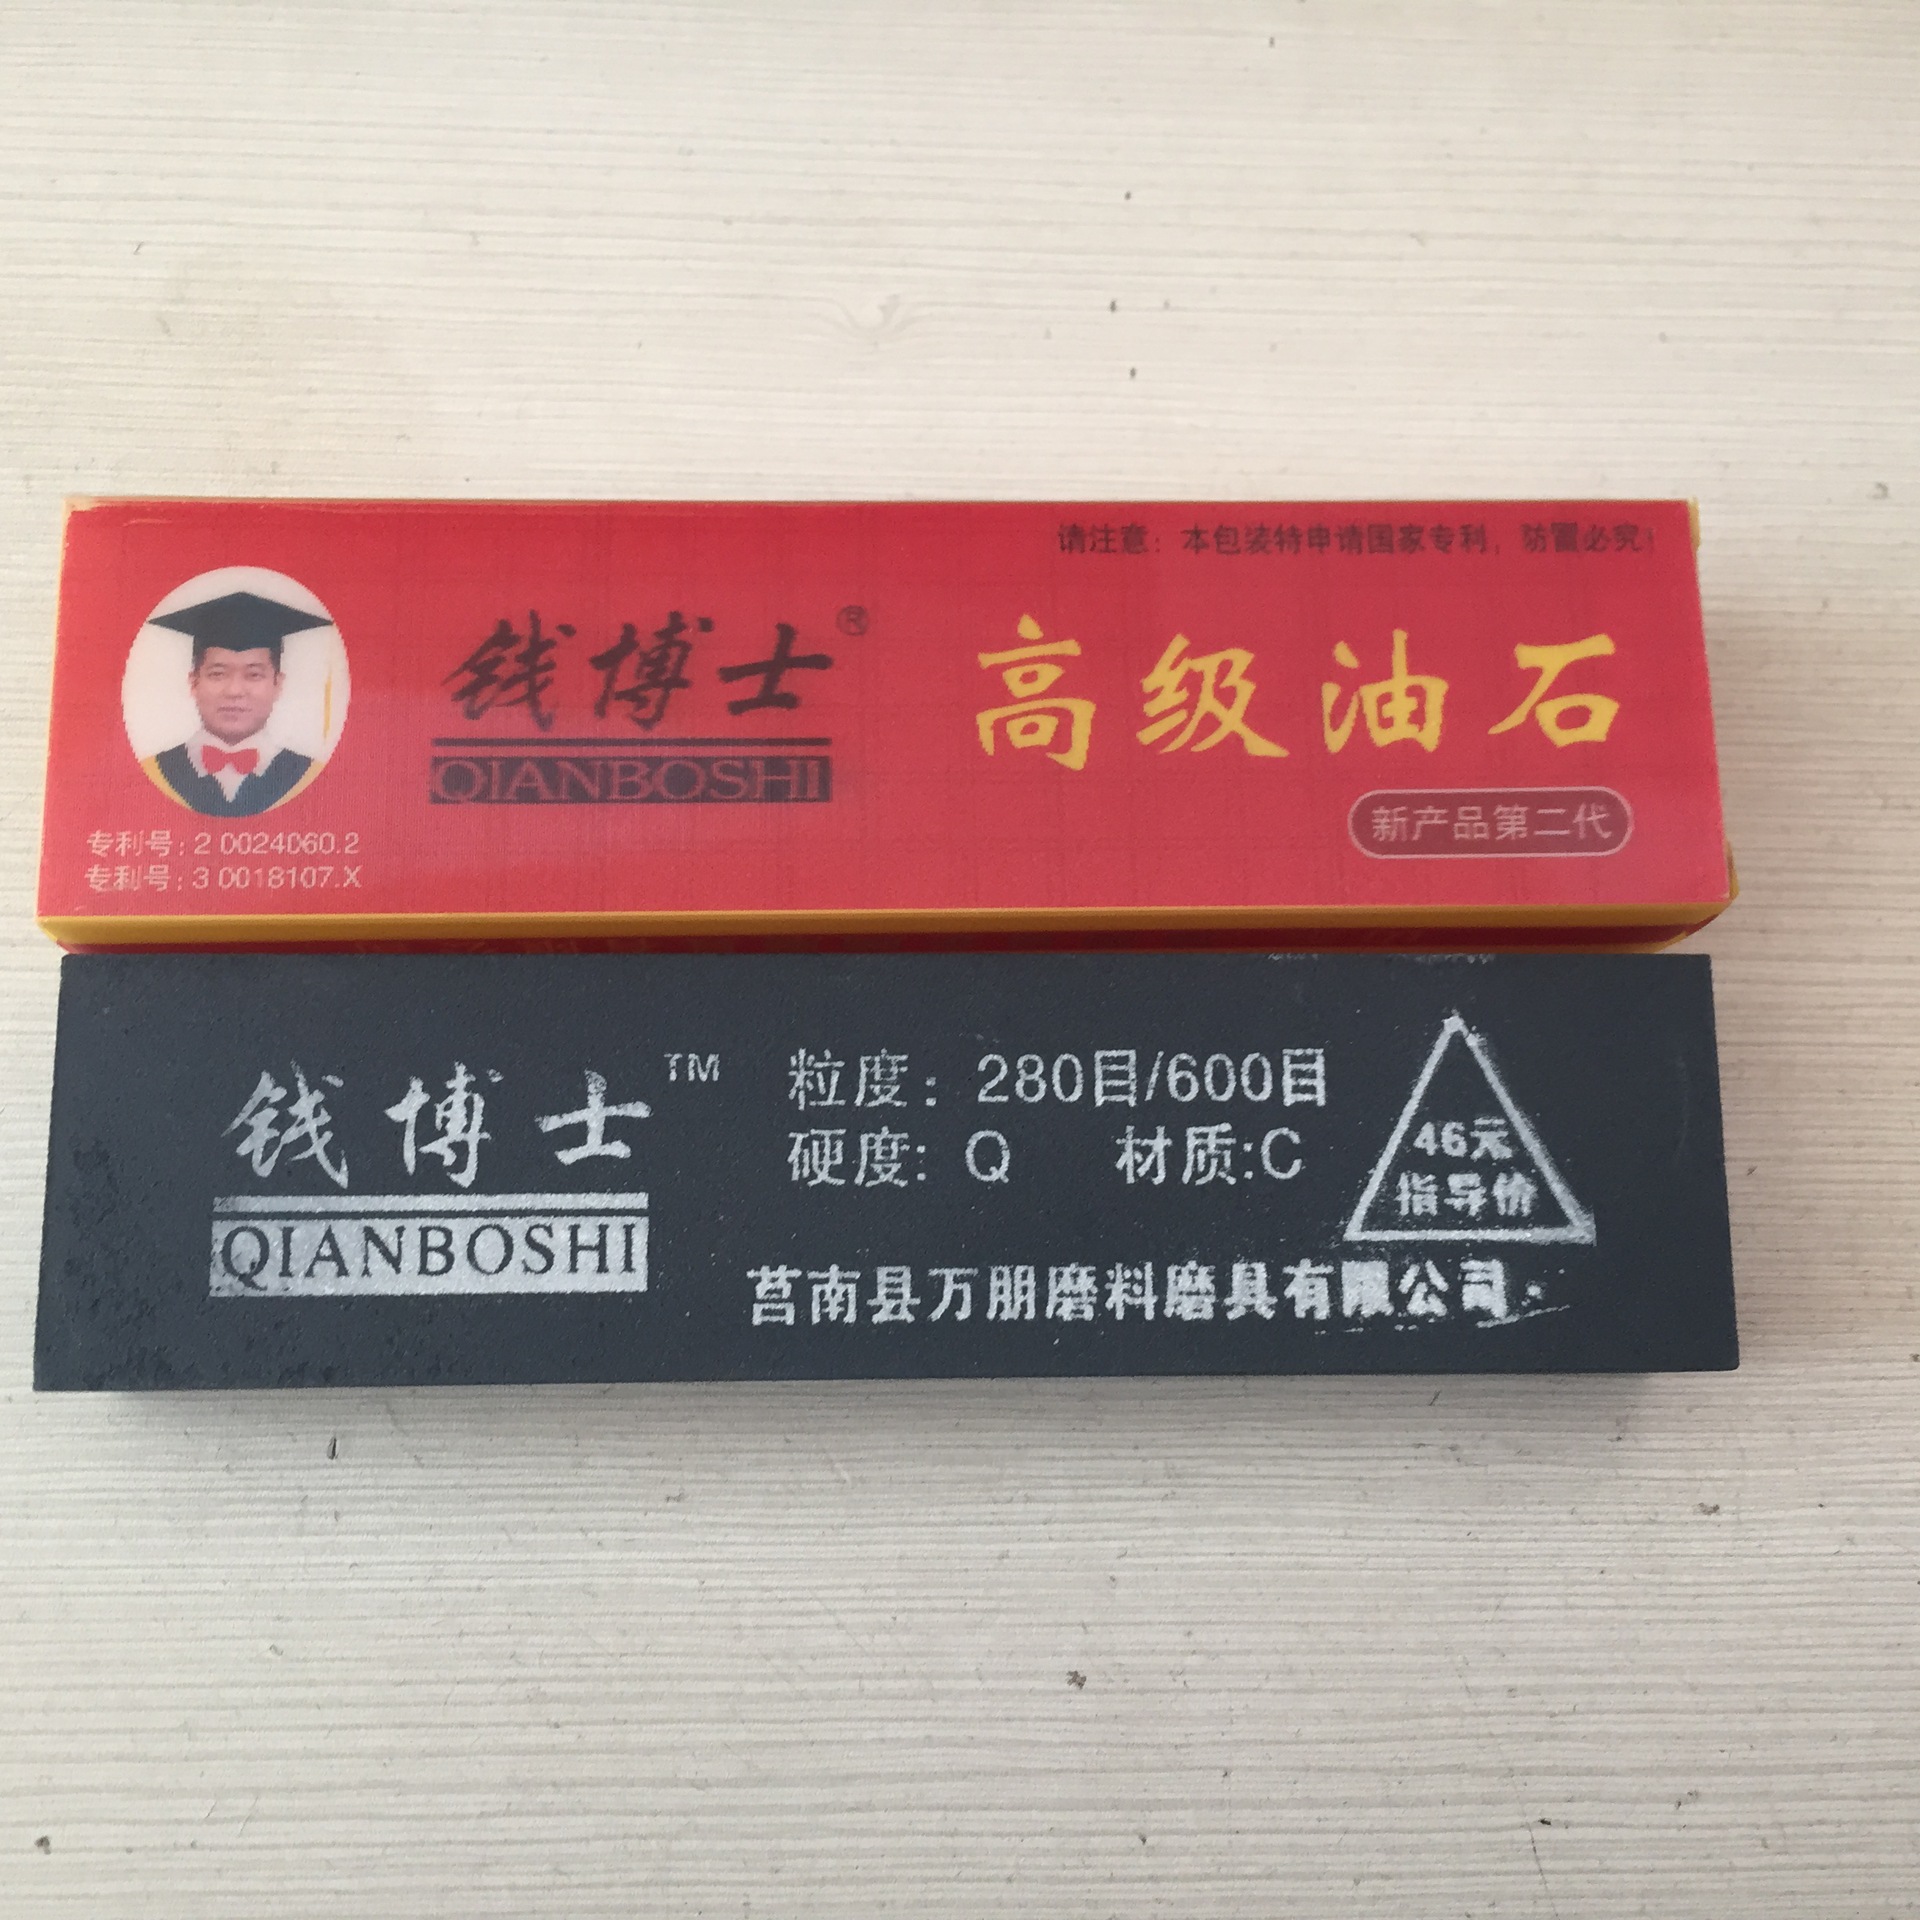 请注意：本包装特申请国家专利，防冒必究！
钱博士®
高级油石
QIANBOSHI
新产品第二代
专利号：2 0024060.2
专利号：3 0018107.X
钱博士TM
QIANBOSHI
粒度：280目/600目
硬度：Q 材质:C
46元
指导价
莒南县万朋磨料磨具有限公司